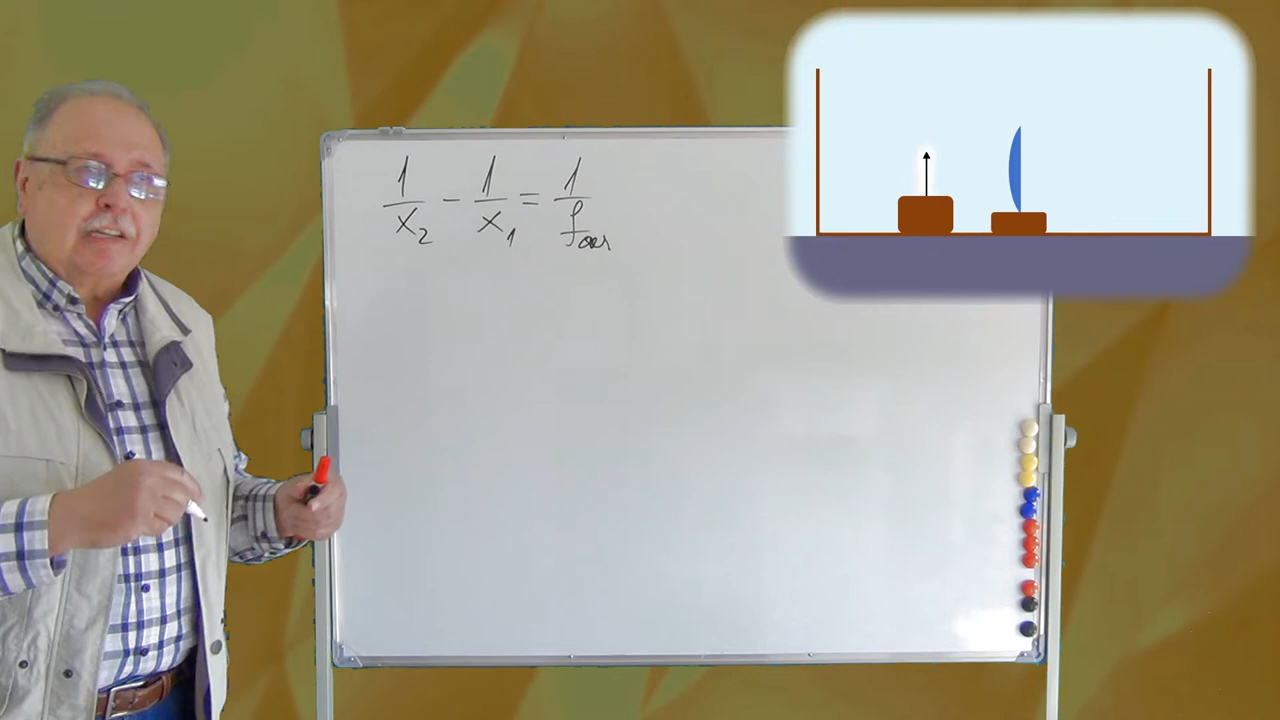 1/x₂ - 1/x₁ = 1/f